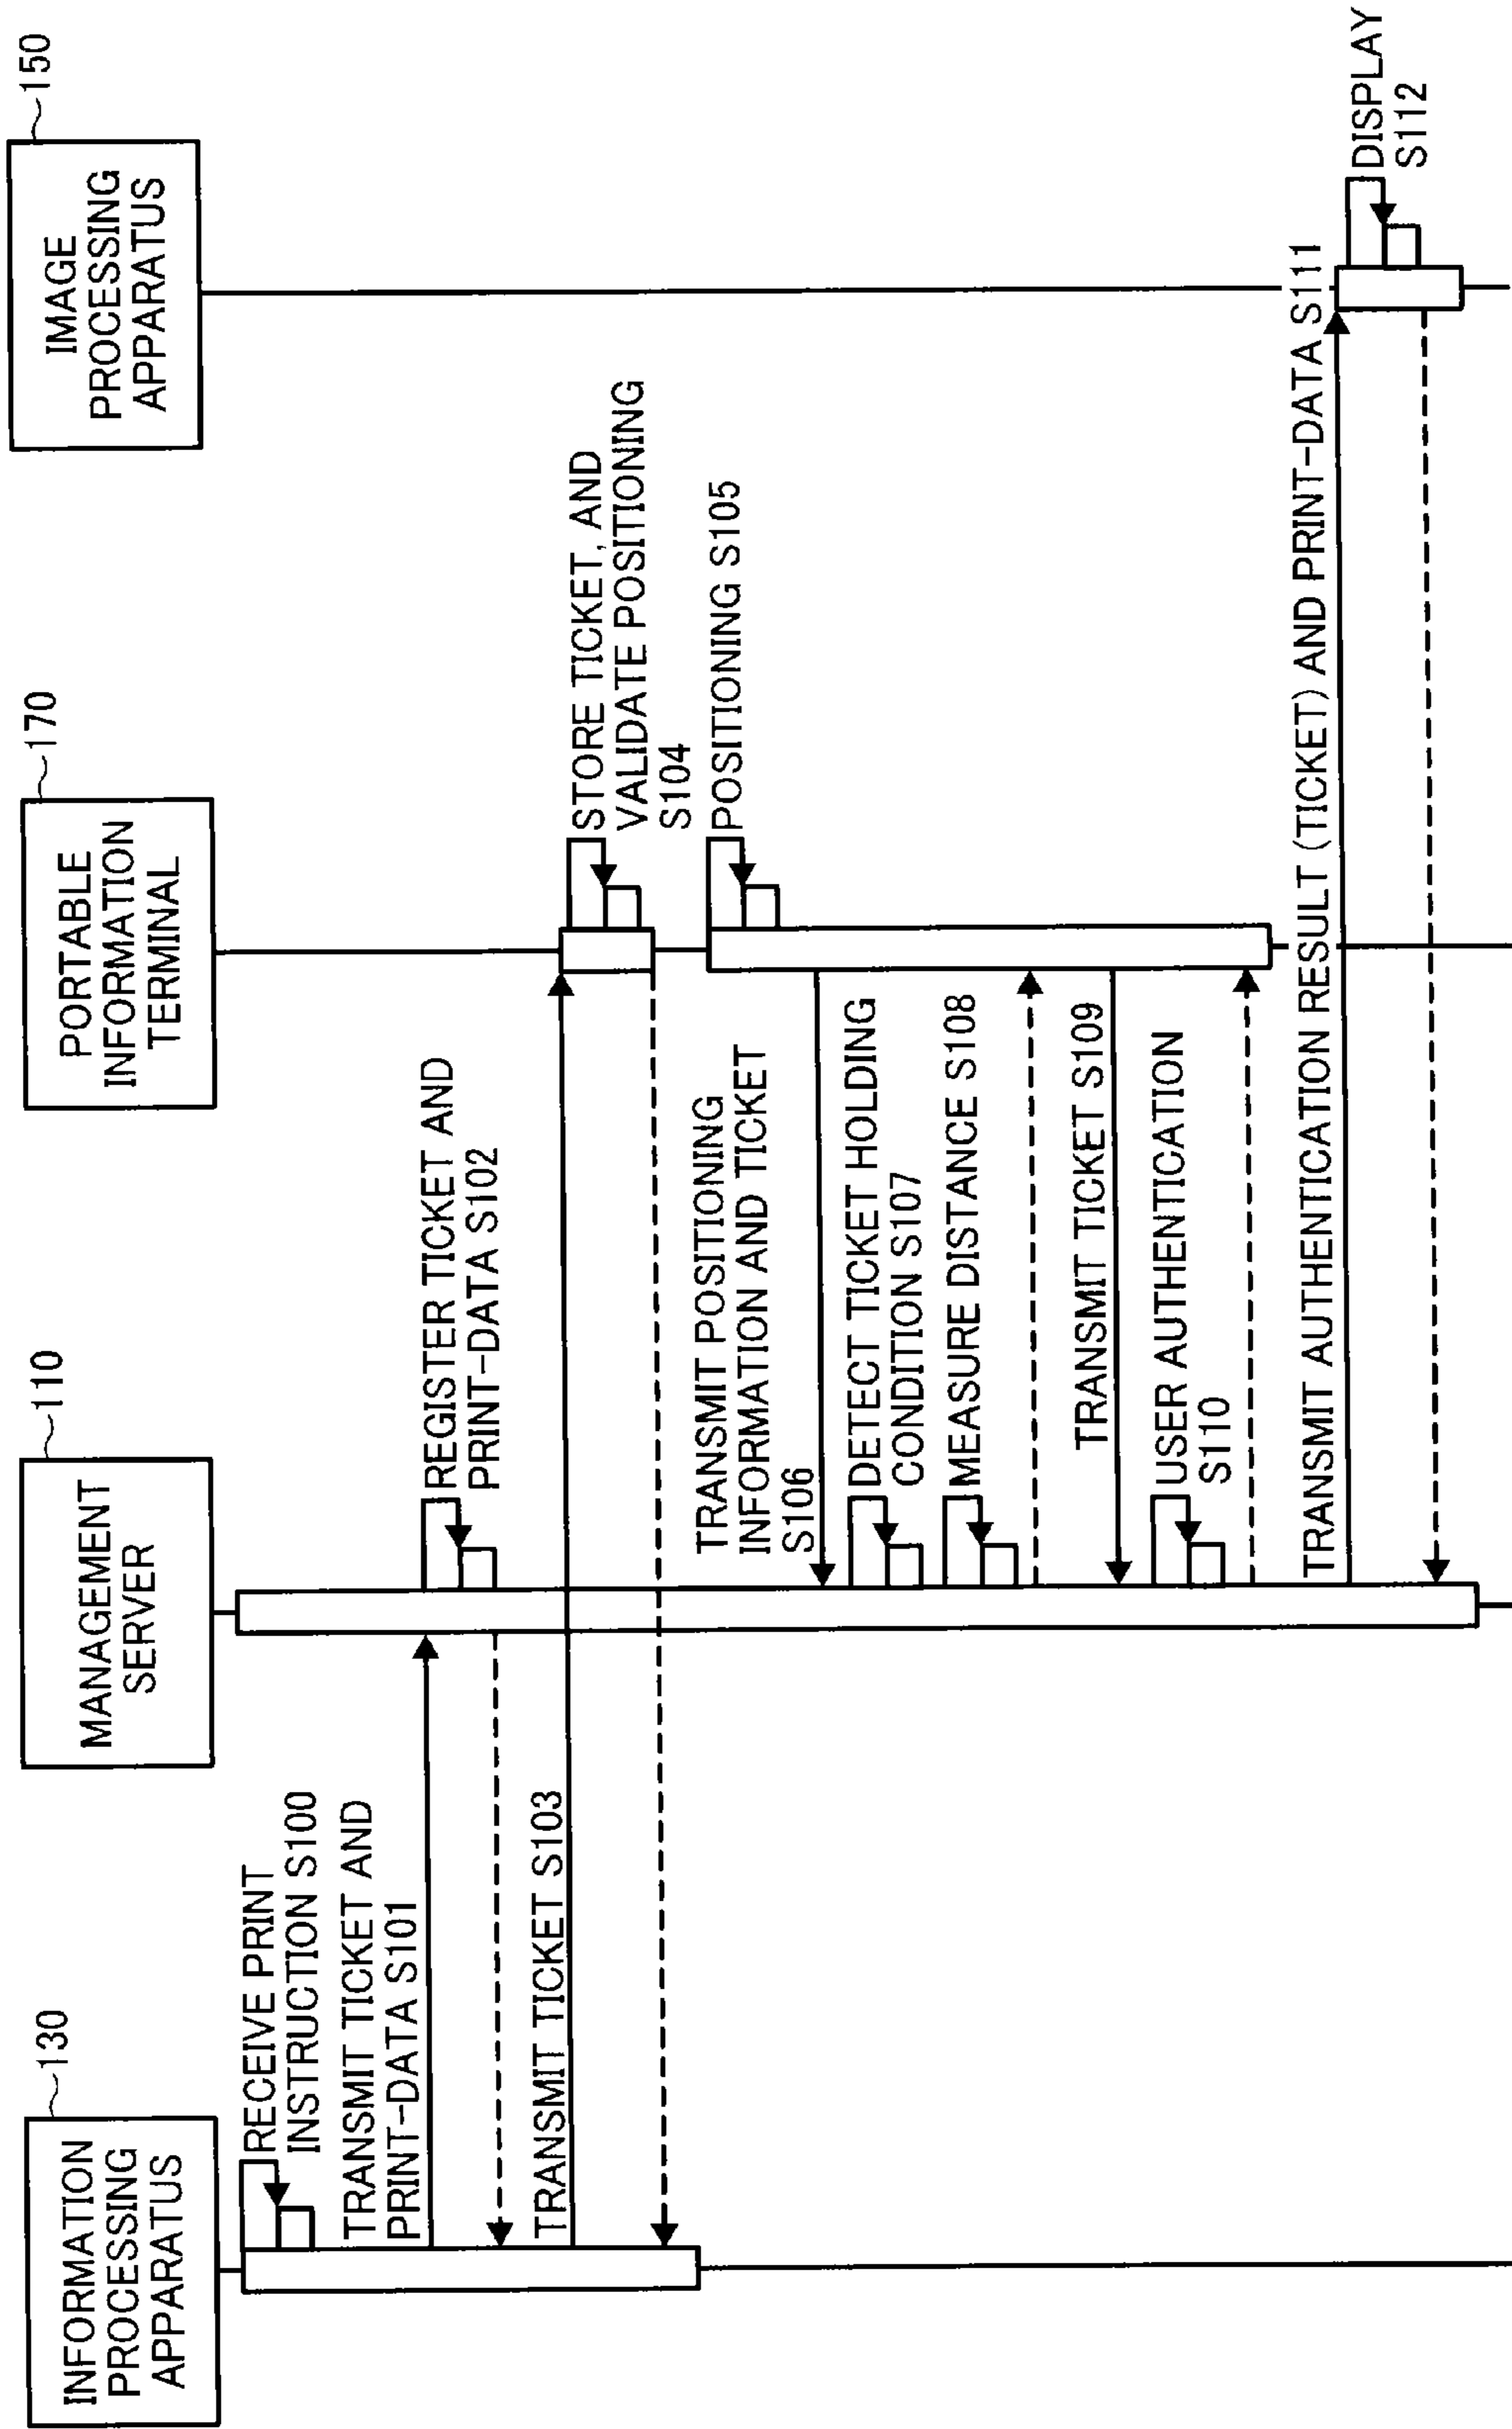 INFORMATION
PROCESSING
APPARATUS
130
MANAGEMENT
SERVER
110
PORTABLE
INFORMATION
TERMINAL
170
IMAGE
PROCESSING
APPARATUS
150
RECEIVE PRINT
INSTRUCTION S100
TRANSMIT TICKET AND
PRINT-DATA S101
REGISTER TICKET AND
PRINT-DATA S102
TRANSMIT TICKET S103
STORE TICKET, AND
VALIDATE POSITIONING
S104
POSITIONING S105
TRANSMIT POSITIONING
INFORMATION AND TICKET
S106
DETECT TICKET HOLDING
CONDITION S107
MEASURE DISTANCE S108
TRANSMIT TICKET S109
USER AUTHENTICATION
S110
TRANSMIT AUTHENTICATION RESULT (TICKET) AND PRINT-DATA S111
DISPLAY
S112